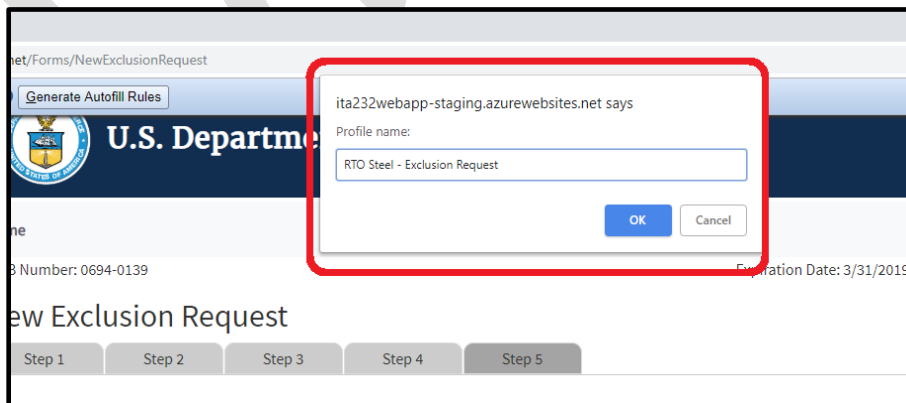 net/Forms/NewExclusionRequest
Generate Autofill Rules
U.S. Departme
ita232webapp-staging.azurewebsites.net says
Profile name:
RTO Steel - Exclusion Request
OK Cancel
ne
B Number: 0694-0139 Expiration Date: 3/31/2019
ew Exclusion Request
Step 1 Step 2 Step 3 Step 4 Step 5